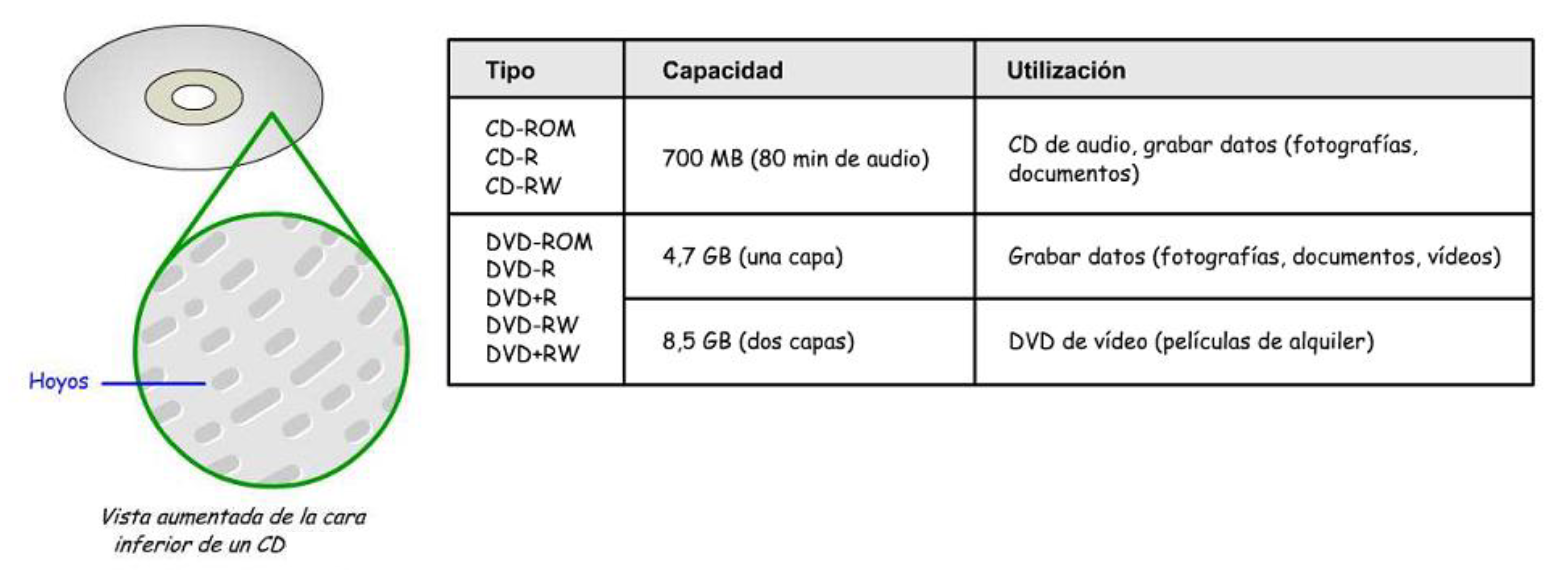 Tipo
Capacidad
Utilización
CD-ROM
CD-R
CD-RW
700 MB (80 min de audio)
CD de audio, grabar datos (fotografías,
documentos)
DVD-ROM
DVD-R
DVD+R
DVD-RW
DVD+RW
4,7 GB (una capa)
Grabar datos (fotografías, documentos, vídeos)
8,5 GB (dos capas)
DVD de vídeo (películas de alquiler)
Hoyos
Vista aumentada de la cara
inferior de un CD